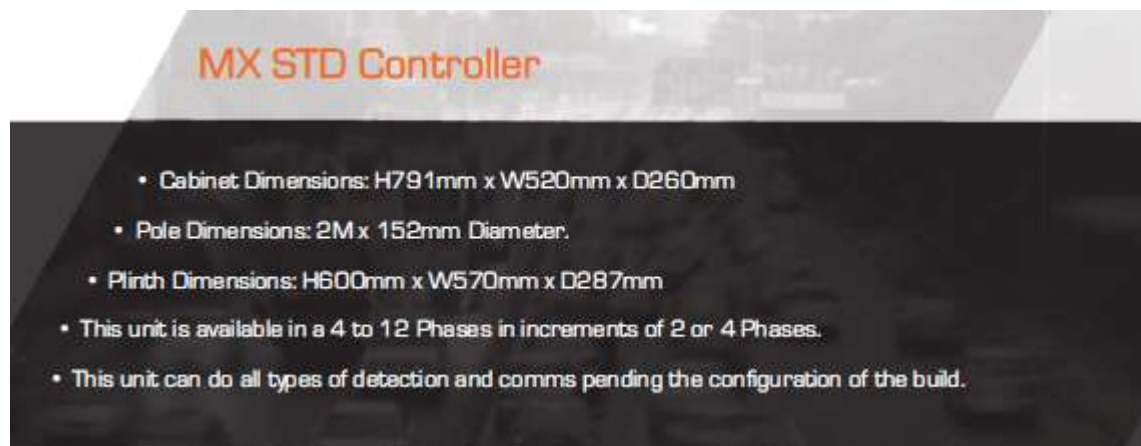 MX STD Controller
• Cabinet Dimensions: H791mm x W520mm x D260mm
• Pole Dimensions: 2M x 152mm Diameter.
• Plinth Dimensions: H600mm x W570mm x D287mm
• This unit is available in a 4 to 12 Phases in increments of 2 or 4 Phases.
• This unit can do all types of detection and comms pending the configuration of the build.